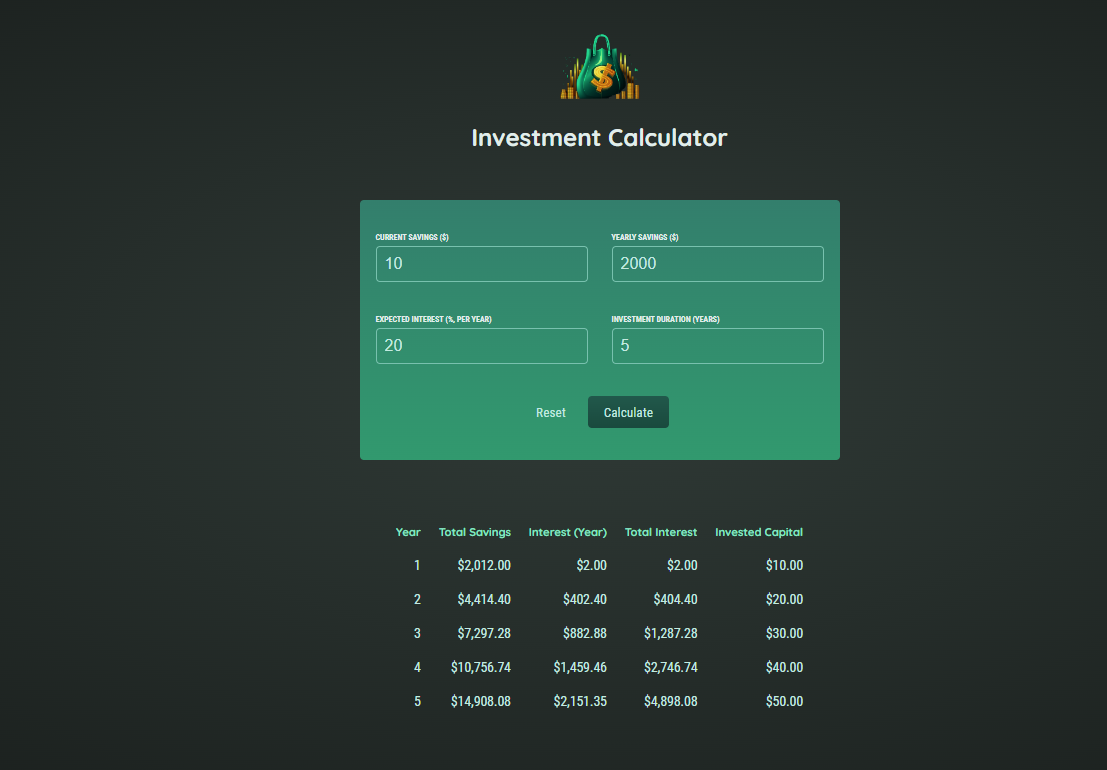 $
Investment Calculator
CURRENT SAVINGS ($) YEARLY SAVINGS ($)
10 2000
EXPECTED INTEREST (%, PER YEAR) INVESTMENT DURATION (YEARS)
20 5
Reset Calculate
Year Total Savings Interest (Year) Total Interest Invested Capital
1 $2,012.00 $2.00 $2.00 $10.00
2 $4,414.40 $402.40 $404.40 $20.00
3 $7,297.28 $882.88 $1,287.28 $30.00
4 $10,756.74 $1,459.46 $2,746.74 $40.00
5 $14,908.08 $2,151.35 $4,898.08 $50.00